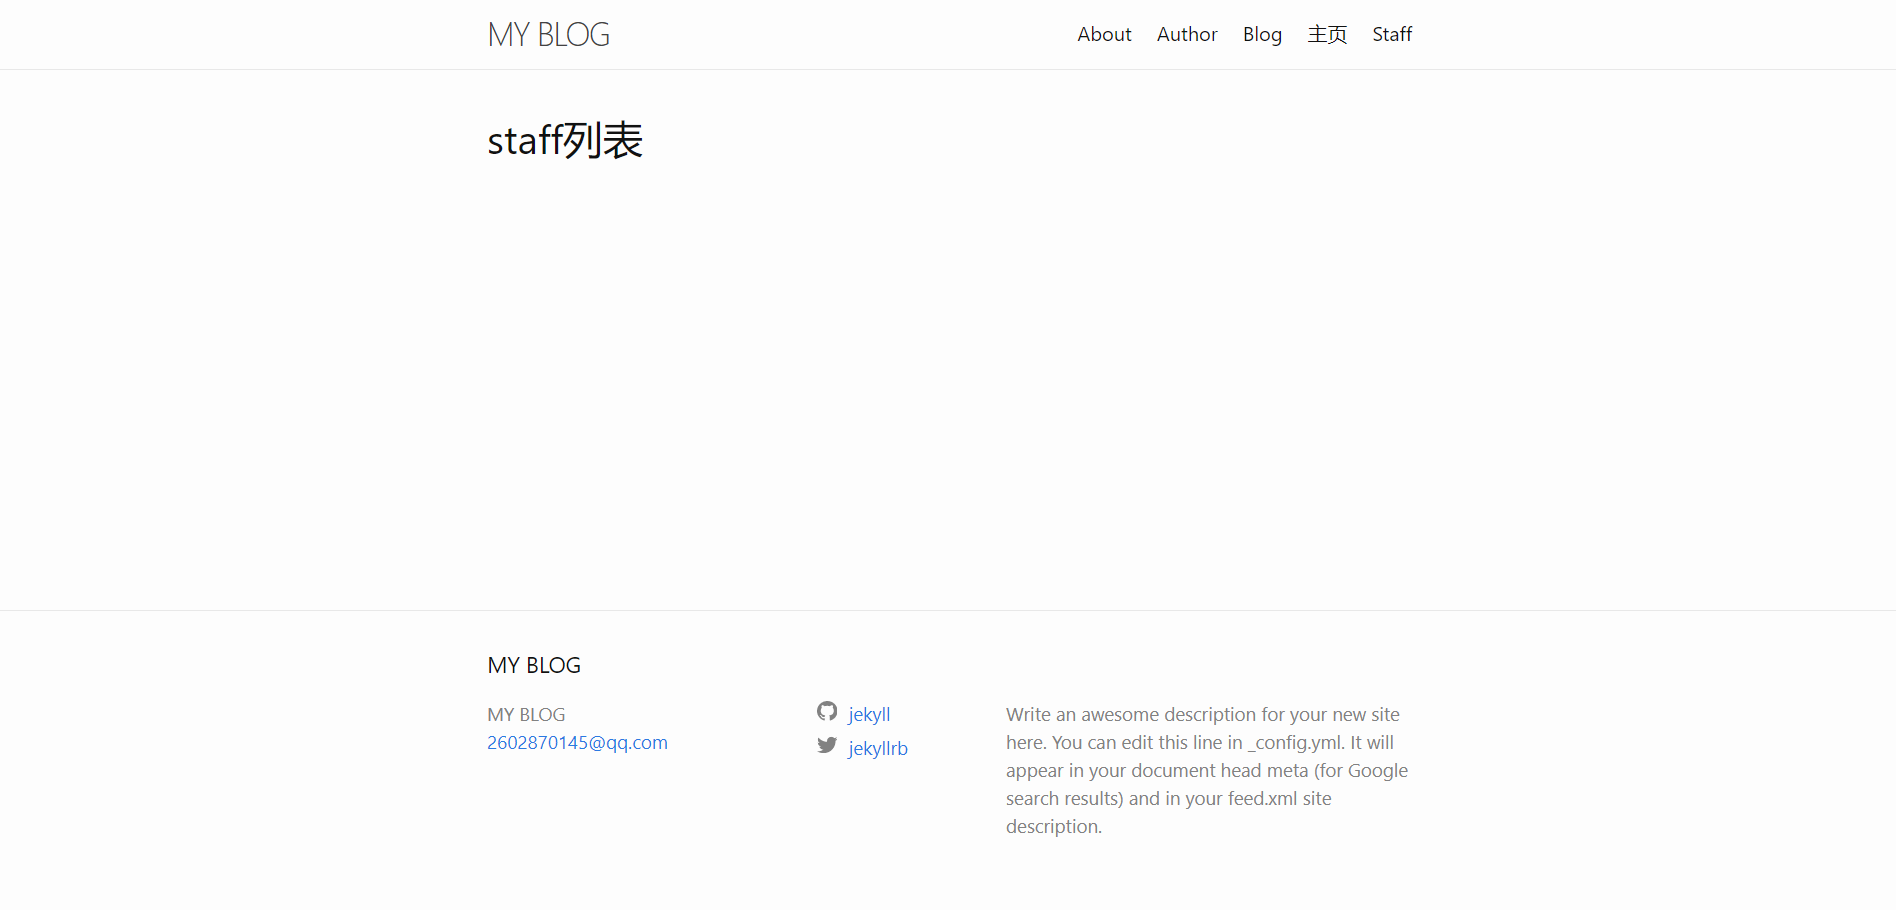 MY BLOG
About Author Blog 主页 Staff
staff列表
MY BLOG
MY BLOG
2602870145@qq.com
jekyll
jekyllrb
Write an awesome description for your new site
here. You can edit this line in _config.yml. It will
appear in your document head meta (for Google
search results) and in your feed.xml site
description.